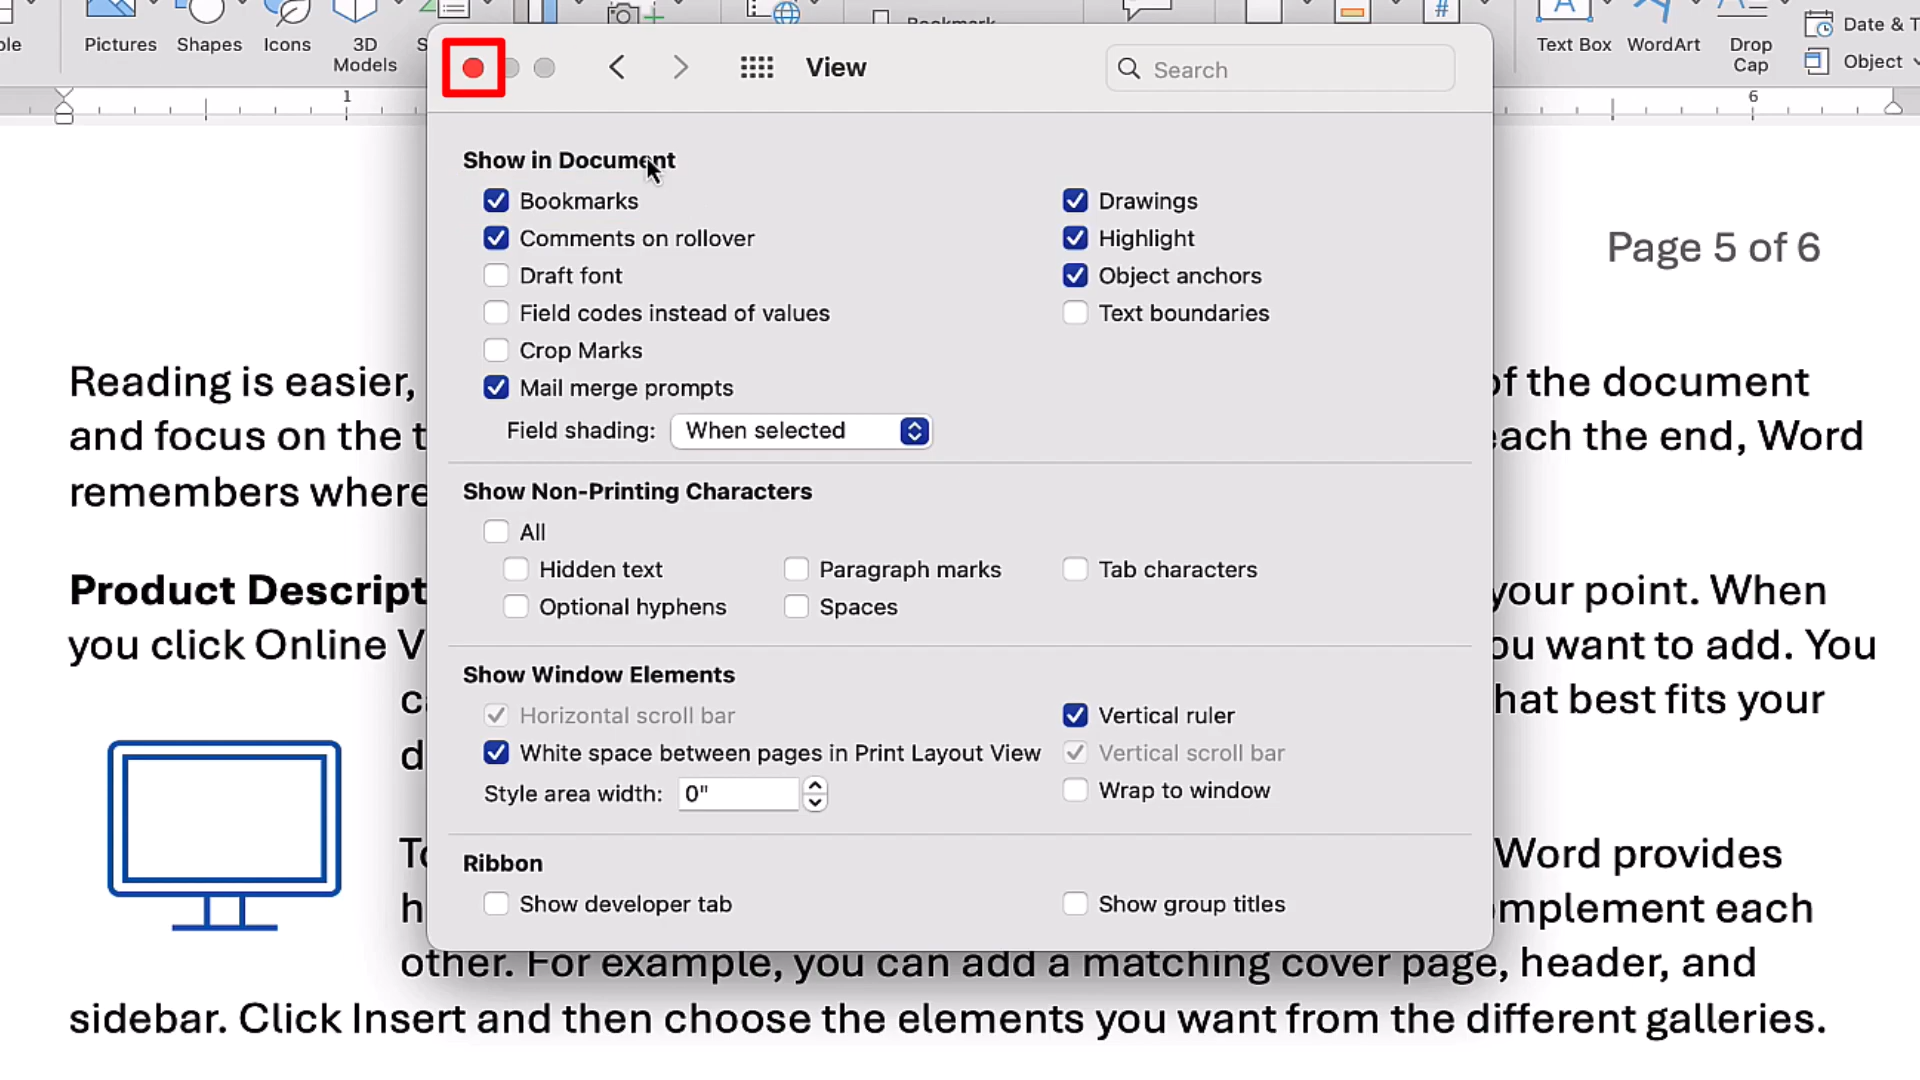 Pictures
Shapes
Icons
3D
Models
Text Box
WordArt
Drop
Cap
Date &
Object
1
6
View
Search
Show in Document
Bookmarks
Drawings
Comments on rollover
Highlight
Draft font
Object anchors
Field codes instead of values
Text boundaries
Crop Marks
Mail merge prompts
Field shading: When selected
Show Non-Printing Characters
All
Hidden text
Paragraph marks
Tab characters
Optional hyphens
Spaces
Show Window Elements
Horizontal scroll bar
Vertical ruler
White space between pages in Print Layout View
Vertical scroll bar
Style area width: 0"
Wrap to window
Ribbon
Show developer tab
Show group titles
Page 5 of 6
Reading is easier, of the document
and focus on the t each the end, Word
remembers where
Product Descript your point. When
you click Online V ou want to add. You
hat best fits your
Word provides
mplement each
other. For example, you can add a matching cover page, header, and
sidebar. Click Insert and then choose the elements you want from the different galleries.